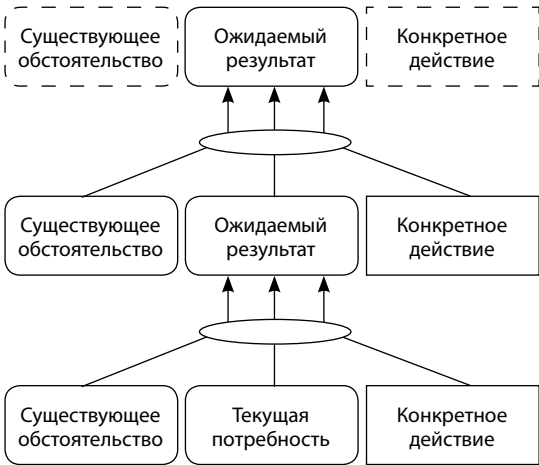 Существующее
обстоятельство
Ожидаемый
результат
Конкретное
действие
Существующее
обстоятельство
Ожидаемый
результат
Конкретное
действие
Существующее
обстоятельство
Текущая
потребность
Конкретное
действие